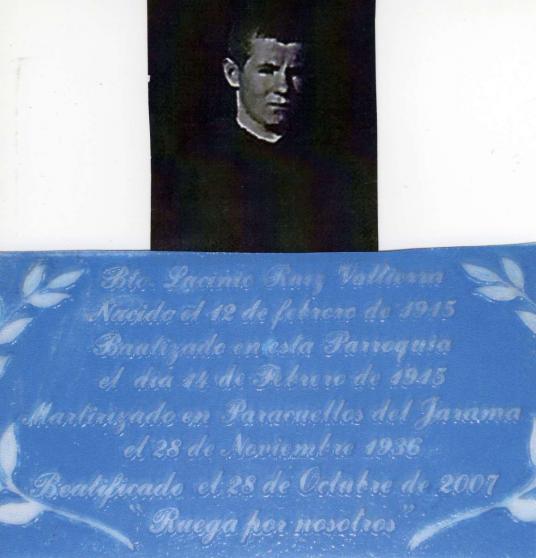 Bto. Lacinio Ruiz Valtierra
Nacido el 12 de febrero de 1915
Bautizado en esta Parroquia
el día 14 de Febrero de 1915
Martirizado en Paracuellos del Jarama
el 28 de Noviembre 1936
Beatificado el 28 de Octubre de 2007
"Ruega por nosotros"